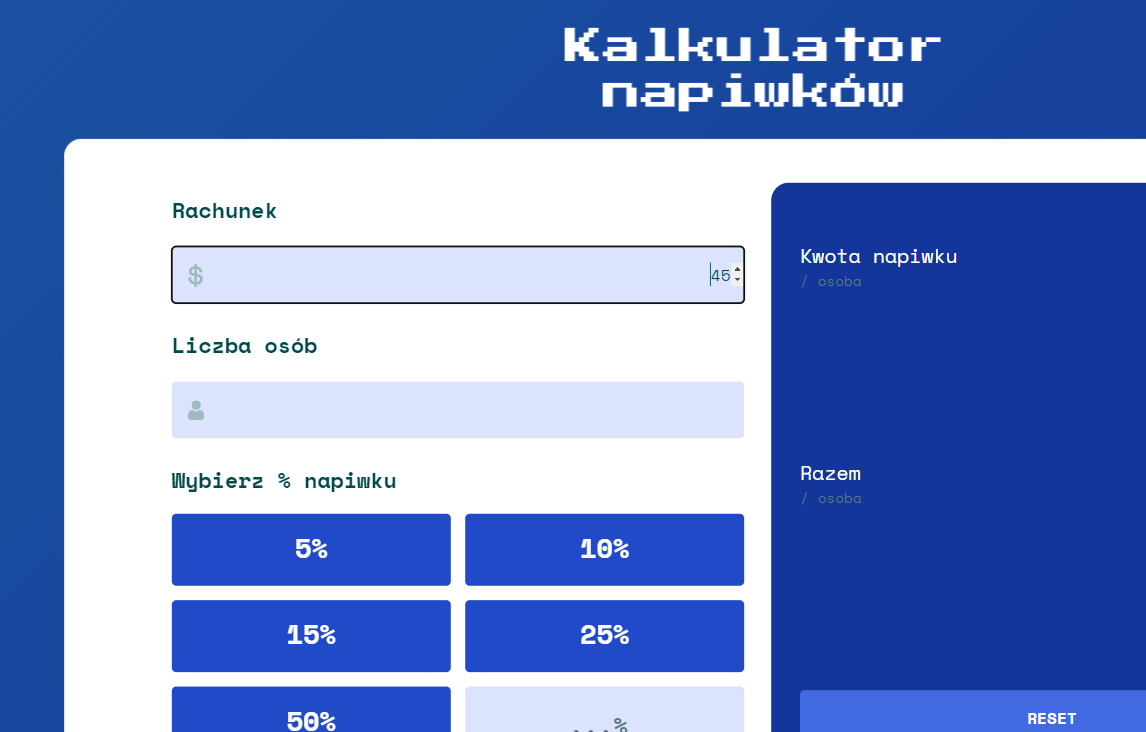 Kalkulator
napiwków
Rachunek
$ 45
Liczba osób
Wybierz % napiwku
5% 10%
15% 25%
50% ...%
Kwota napiwku
/ osoba
Razem
/ osoba
RESET